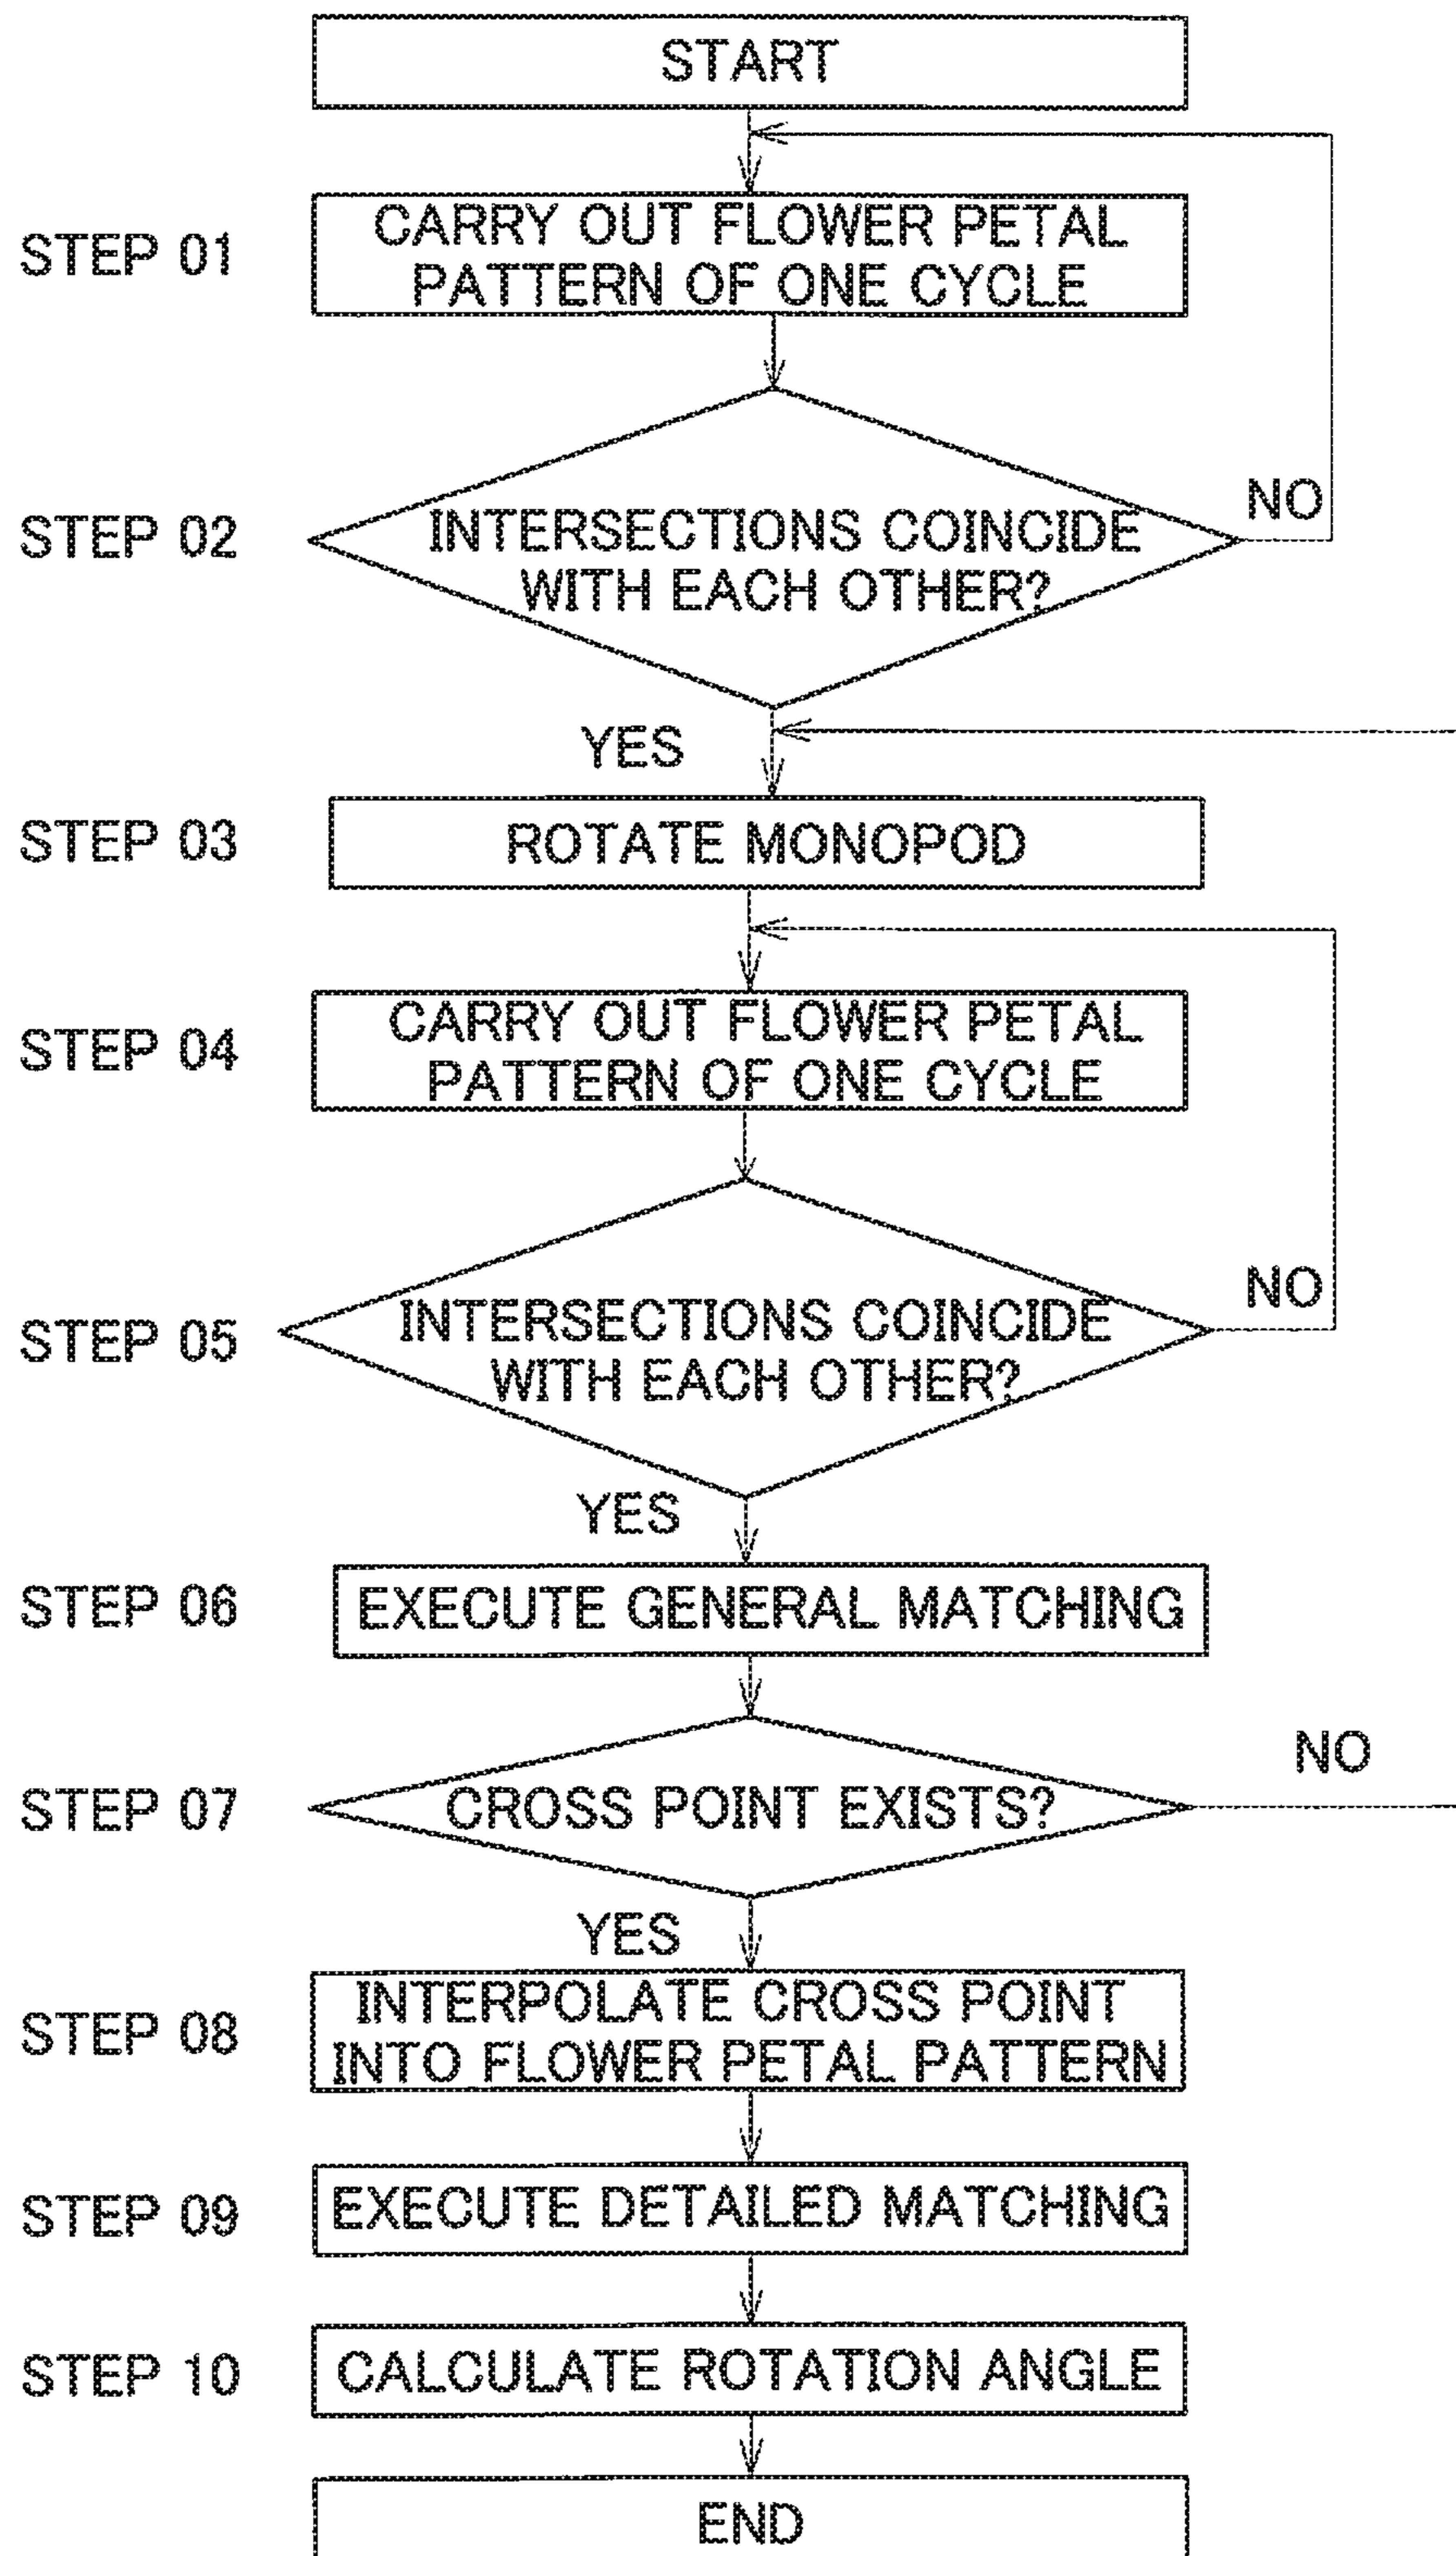 START
STEP 01
CARRY OUT FLOWER PETAL
PATTERN OF ONE CYCLE
STEP 02
INTERSECTIONS COINCIDE
WITH EACH OTHER?
NO
YES
STEP 03
ROTATE MONOPOD
STEP 04
CARRY OUT FLOWER PETAL
PATTERN OF ONE CYCLE
STEP 05
INTERSECTIONS COINCIDE
WITH EACH OTHER?
NO
YES
STEP 06
EXECUTE GENERAL MATCHING
STEP 07
CROSS POINT EXISTS?
NO
YES
STEP 08
INTERPOLATE CROSS POINT
INTO FLOWER PETAL PATTERN
STEP 09
EXECUTE DETAILED MATCHING
STEP 10
CALCULATE ROTATION ANGLE
END